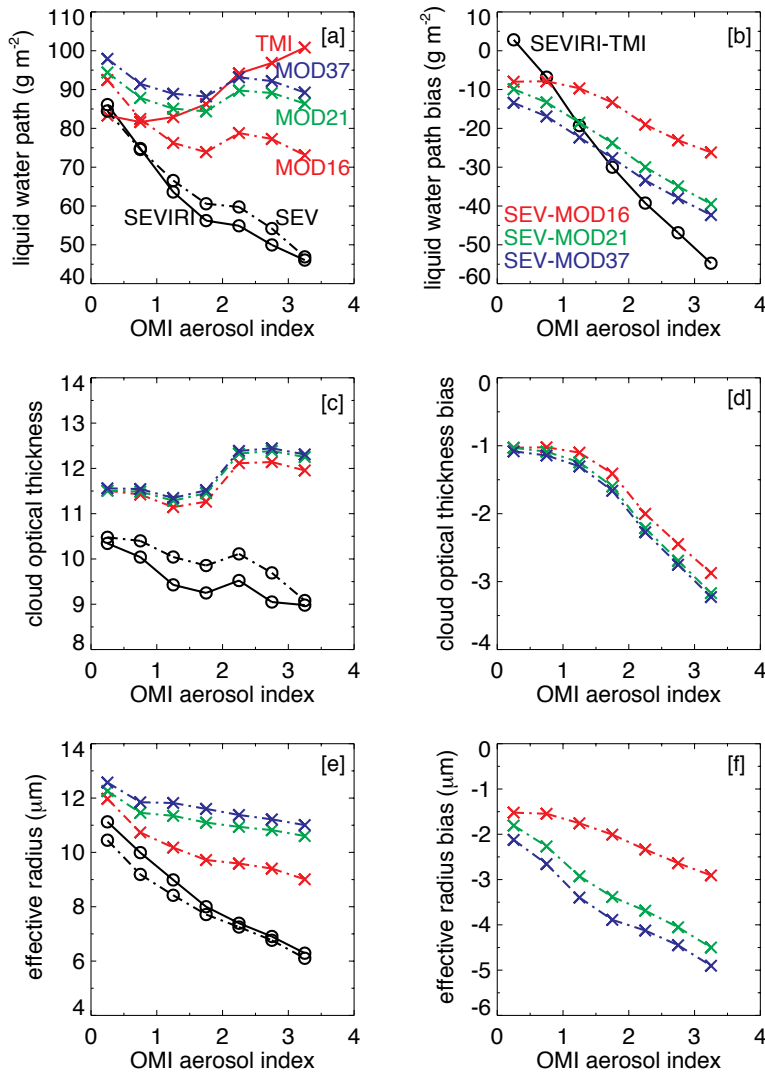 [a]
TMI
MOD37
MOD21
MOD16
SEVIRI
SEV
liquid water path (g m-2)
110
100
90
80
70
60
50
40
0 1 2 3 4
OMI aerosol index
[b]
SEVIRI-TMI
SEV-MOD16
SEV-MOD21
SEV-MOD37
liquid water path bias (g m-2)
10
0
-10
-20
-30
-40
-50
-60
0 1 2 3 4
OMI aerosol index
[c]
cloud optical thickness
14
13
12
11
10
9
8
0 1 2 3 4
OMI aerosol index
[d]
cloud optical thickness bias
0
-1
-2
-3
-4
0 1 2 3 4
OMI aerosol index
[e]
effective radius (μm)
14
12
10
8
6
4
2
0 1 2 3 4
OMI aerosol index
[f]
effective radius bias (μm)
0
-1
-2
-3
-4
-5
-6
0 1 2 3 4
OMI aerosol index